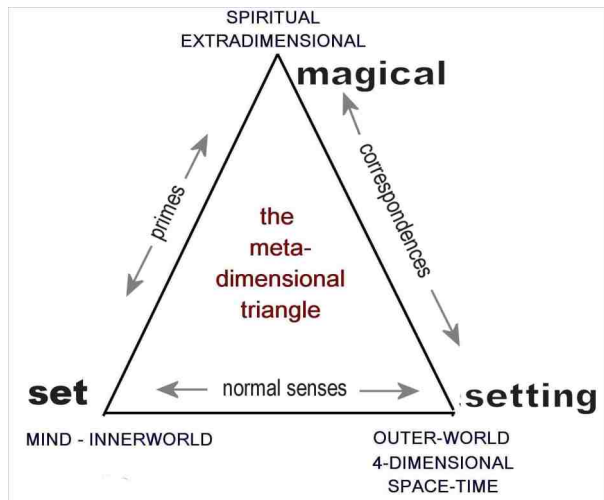 SPIRITUAL
EXTRADIMENSIONAL
magical
primes
correspondences
the
meta-
dimensional
triangle
set
normal senses
setting
MIND - INNERWORLD
OUTER-WORLD
4-DIMENSIONAL
SPACE-TIME